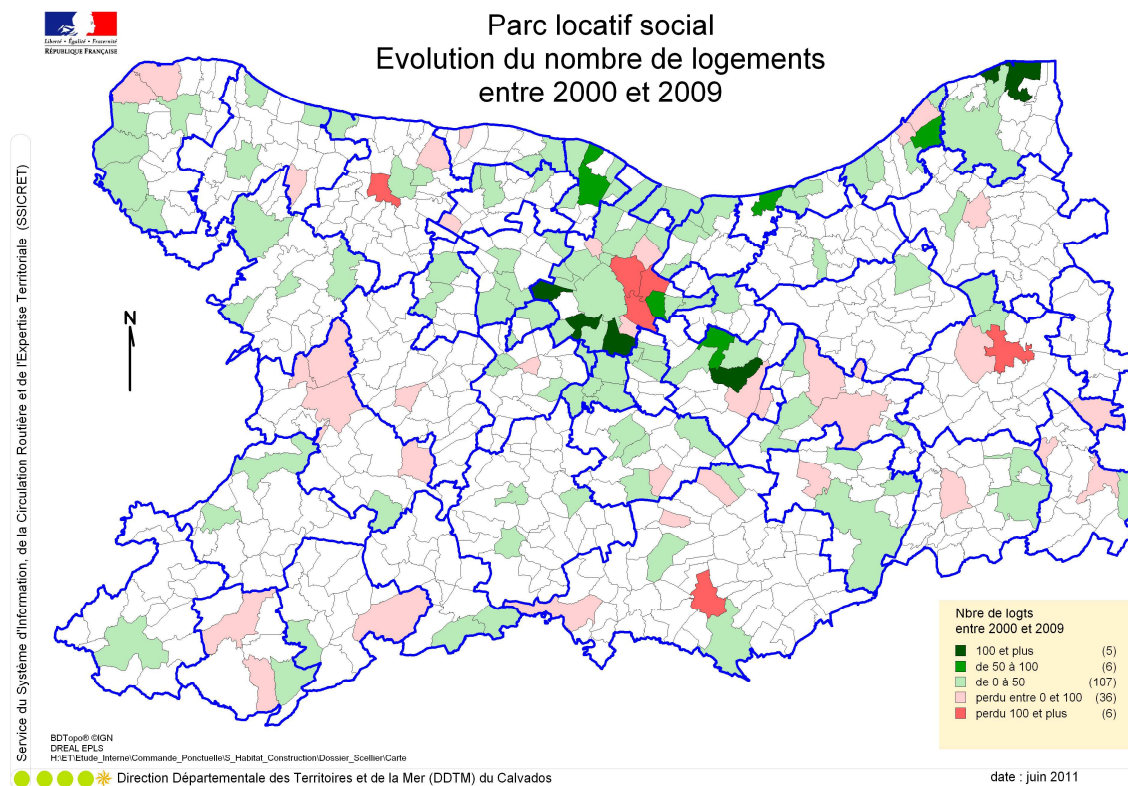 Liberté • Égalité • Fraternité
RÉPUBLIQUE FRANÇAISE
Parc locatif social
Evolution du nombre de logements
entre 2000 et 2009
Service du Système d'Information, de la Circulation Routière et de l'Expertise Territoriale (SSICRET)
N
Nbre de logts
entre 2000 et 2009
100 et plus (5)
de 50 à 100 (6)
de 0 à 50 (107)
perdu entre 0 et 100 (36)
perdu 100 et plus (6)
BDTopo® ©IGN
DREAL EPLS
H:\ET\Etude_Interne\Commande_Ponctuelle\S_Habitat_Construction\Dossier_Scellier\Carte
Direction Départementale des Territoires et de la Mer (DDTM) du Calvados
date : juin 2011